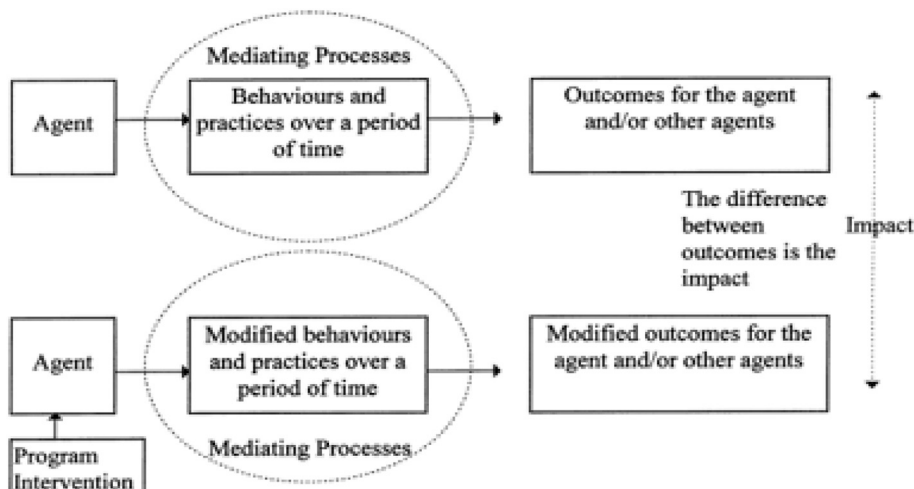 Mediating Processes
Agent
Behaviours and
practices over a period
of time
Outcomes for the agent
and/or other agents
The difference
between
outcomes is the
impact
Impact
Agent
Modified behaviours
and practices over a
period of time
Modified outcomes for the
agent and/or other agents
Mediating Processes
Program
Intervention